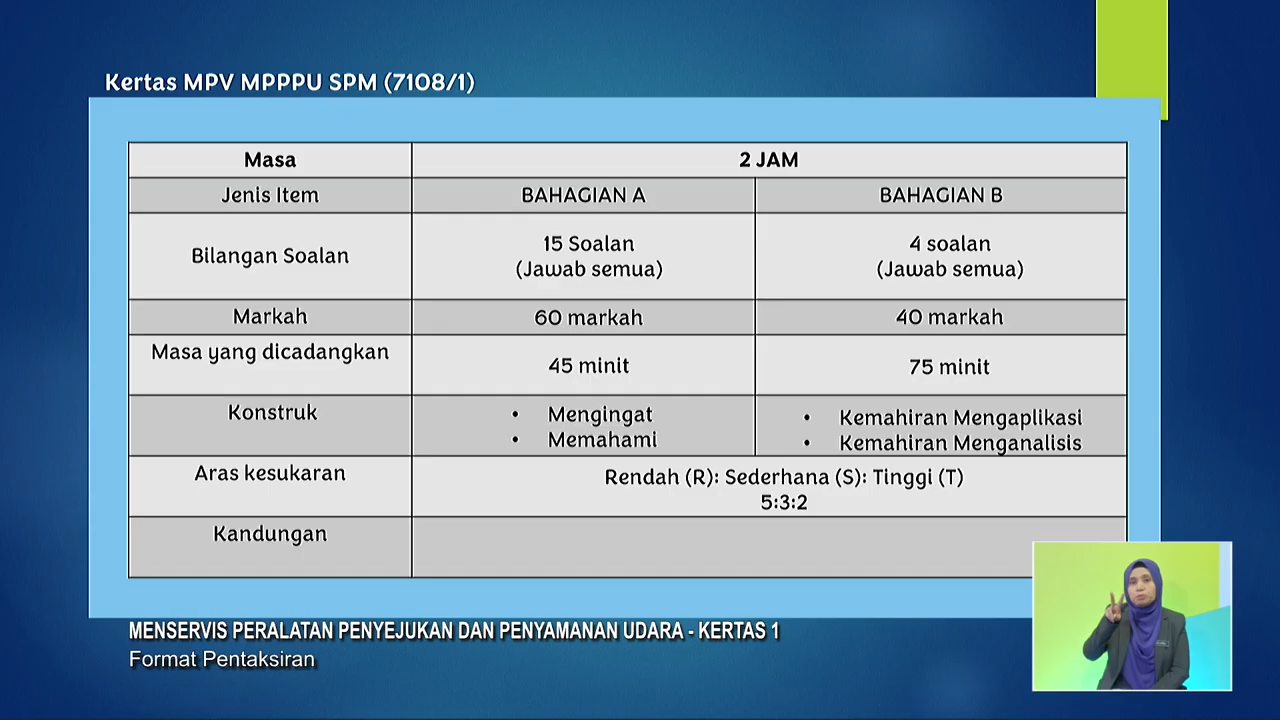 Kertas MPV MPPPU SPM (7108/1)
Masa
2 JAM
Jenis Item
BAHAGIAN A
BAHAGIAN B
Bilangan Soalan
15 Soalan
(Jawab semua)
4 soalan
(Jawab semua)
Markah
60 markah
40 markah
Masa yang dicadangkan
45 minit
75 minit
Konstruk
• Mengingat
• Memahami
• Kemahiran Mengaplikasi
• Kemahiran Menganalisis
Aras kesukaran
Rendah (R): Sederhana (S): Tinggi (T)
5:3:2
Kandungan
MENSERVIS PERALATAN PENYEJUKAN DAN PENYAMANAN UDARA - KERTAS 1
Format Pentaksiran